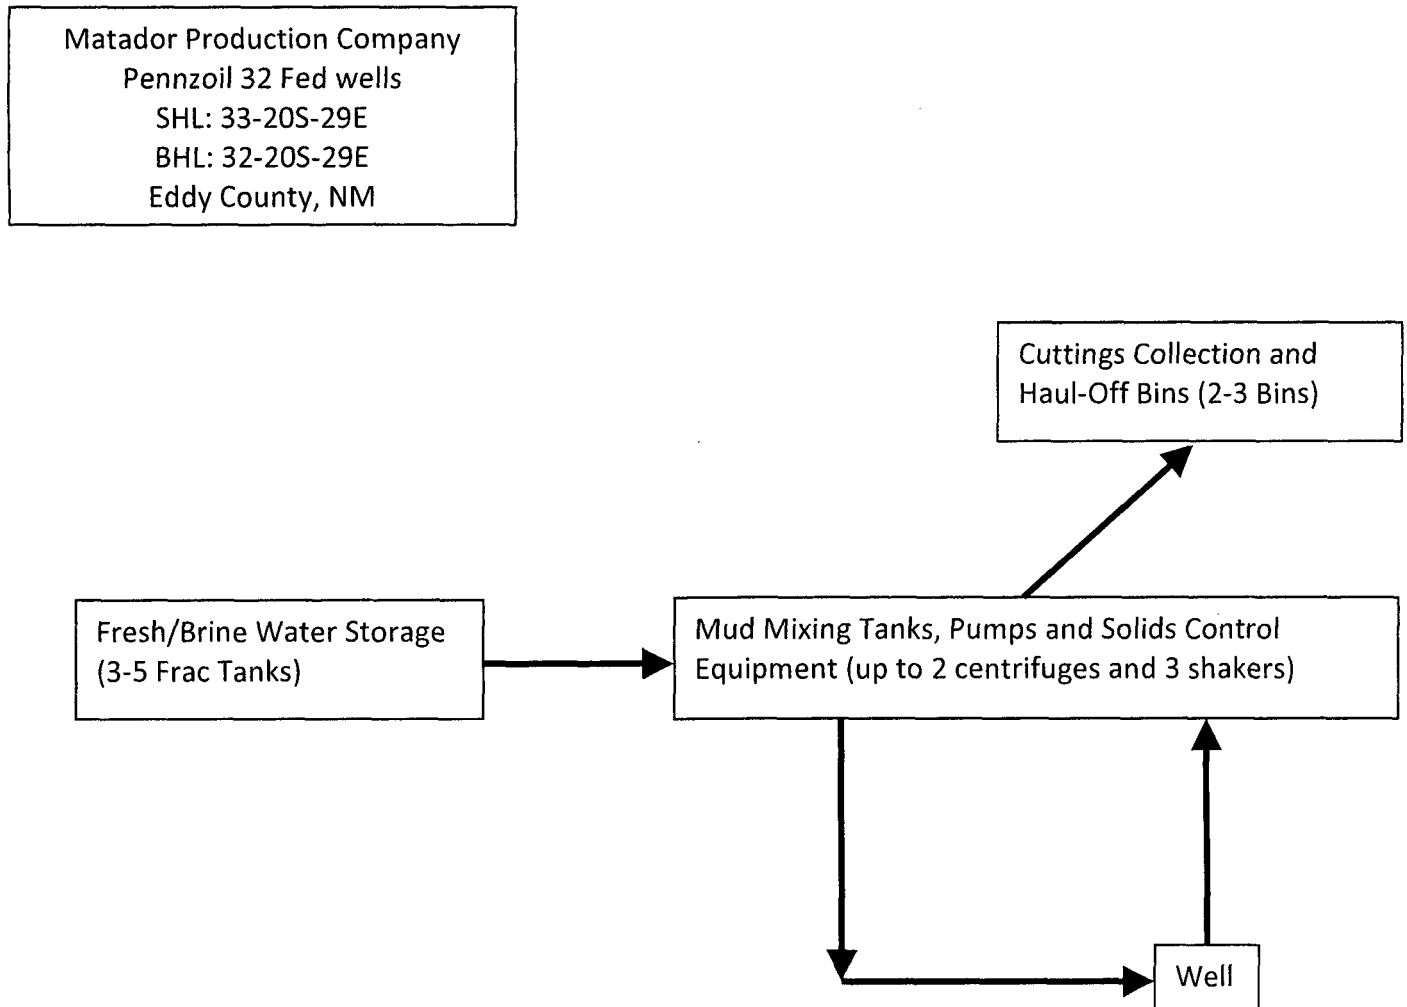 Matador Production Company
Pennzoil 32 Fed wells
SHL: 33-20S-29E
BHL: 32-20S-29E
Eddy County, NM
Cuttings Collection and
Haul-Off Bins (2-3 Bins)
Fresh/Brine Water Storage
(3-5 Frac Tanks)
Mud Mixing Tanks, Pumps and Solids Control
Equipment (up to 2 centrifuges and 3 shakers)
Well